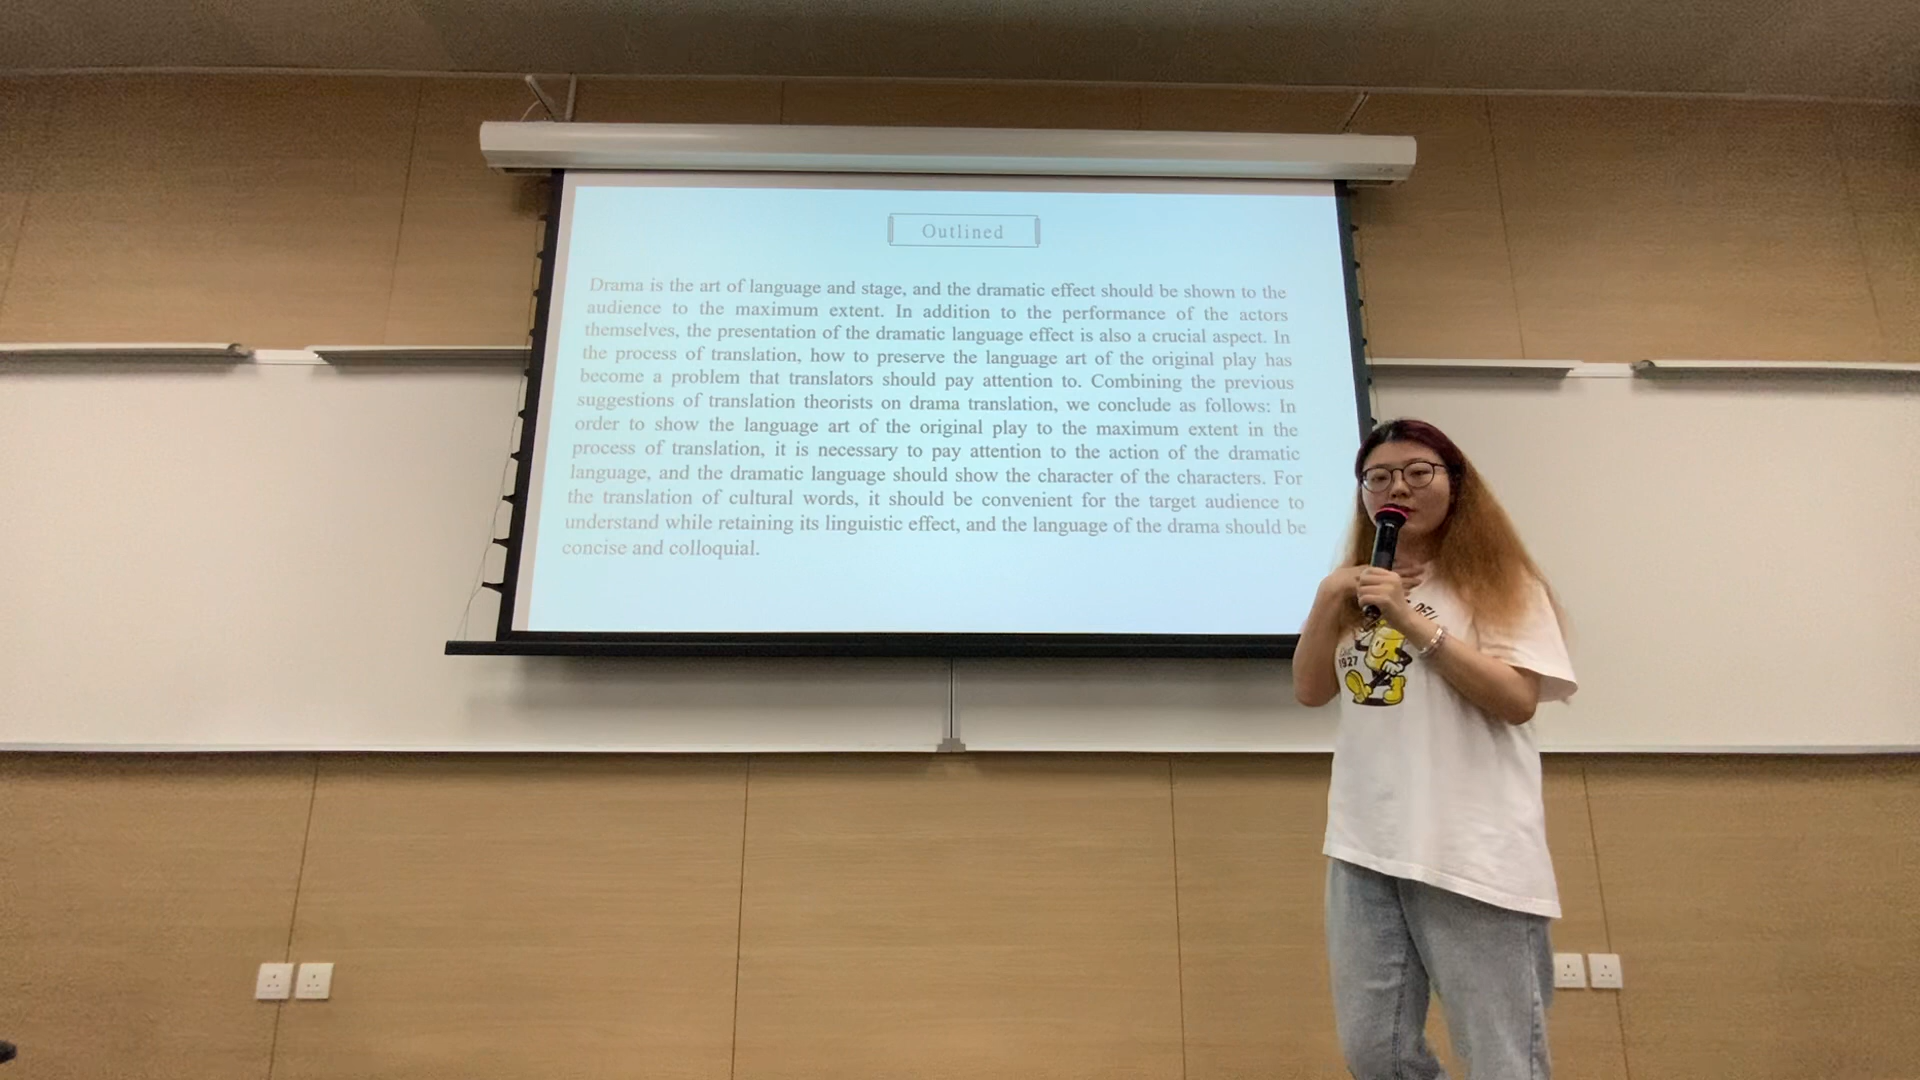 Outlined
Drama is the art of language and stage, and the dramatic effect should be shown to the
audience to the maximum extent. In addition to the performance of the actors
themselves, the presentation of the dramatic language effect is also a crucial aspect. In
the process of translation, how to preserve the language art of the original play has
become a problem that translators should pay attention to. Combining the previous
suggestions of translation theorists on drama translation, we conclude as follows: In
order to show the language art of the original play to the maximum extent in the
process of translation, it is necessary to pay attention to the action of the dramatic
language, and the dramatic language should show the character of the characters. For
the translation of cultural words, it should be convenient for the target audience to
understand while retaining its linguistic effect, and the language of the drama should be
concise and colloquial.
1927